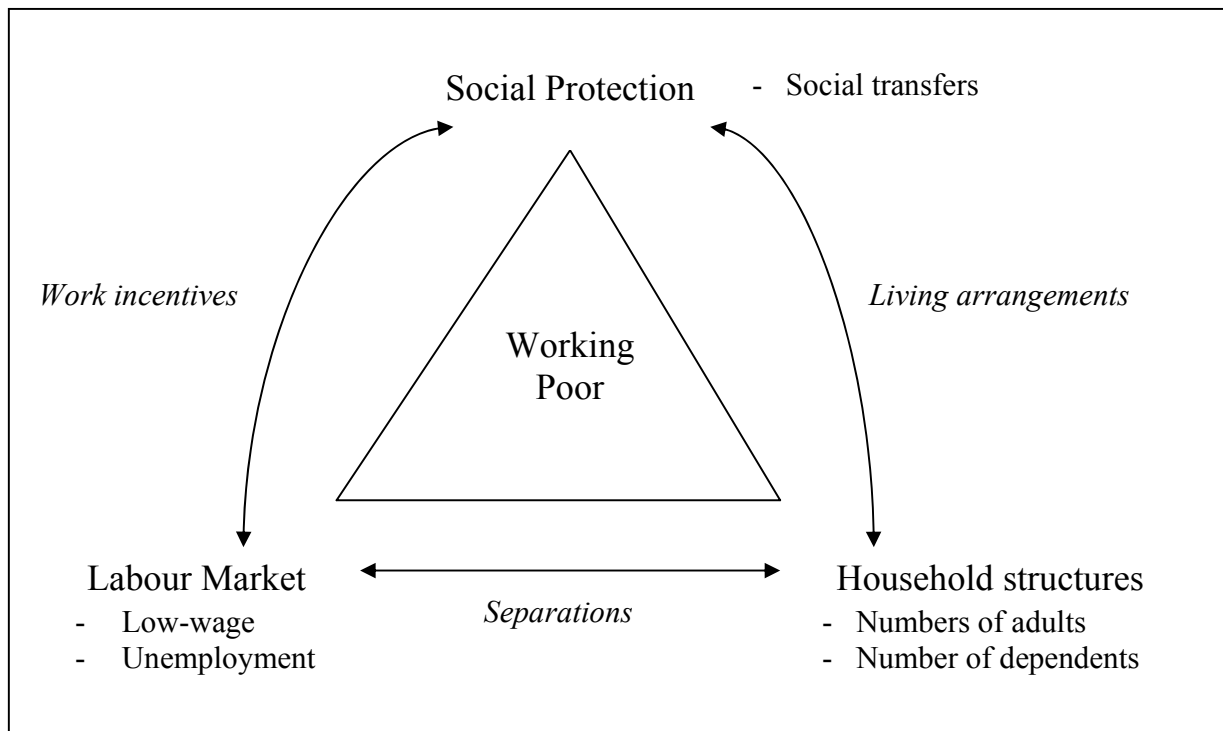 Social Protection
- Social transfers
Work incentives
Living arrangements
Working
Poor
Labour Market
- Low-wage
- Unemployment
Separations
Household structures
- Numbers of adults
- Number of dependents